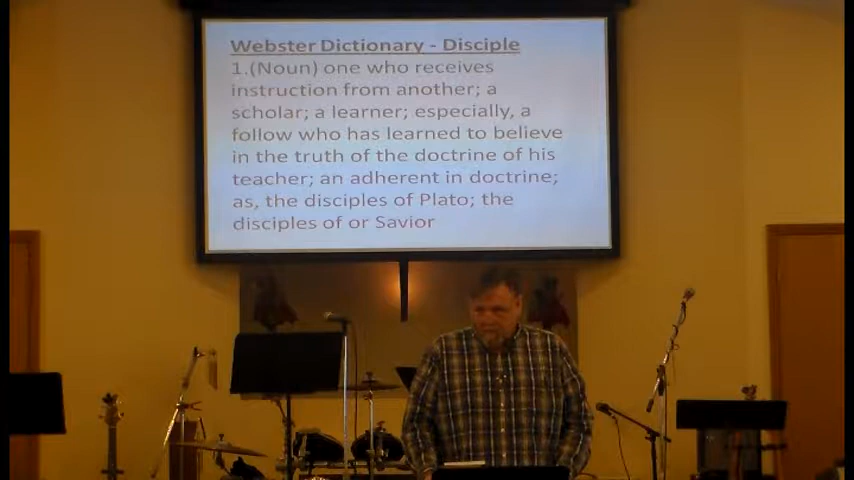 Webster Dictionary - Disciple
1.(Noun) one who receives
instruction from another; a
scholar; a learner; especially, a
follow who has learned to believe
in the truth of the doctrine of his
teacher; an adherent in doctrine;
as, the disciples of Plato; the
disciples of or Savior